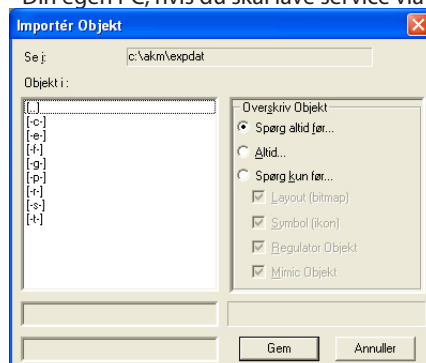 Din egen PC, hvis du skal lave service via
Importér Objekt
Se j: c:\akm\expdat
Objekt i :
[..]
[-c-]
[-e-]
[-f-]
[-g-]
[-p-]
[-r-]
[-s-]
[-t-]
Overskriv Objekt
Spørg altid før...
Altid...
Spørg kun før...
Layout (bitmap)
Symbol (ikon)
Regulator Objekt
Mimic Objekt
Gem Annuller